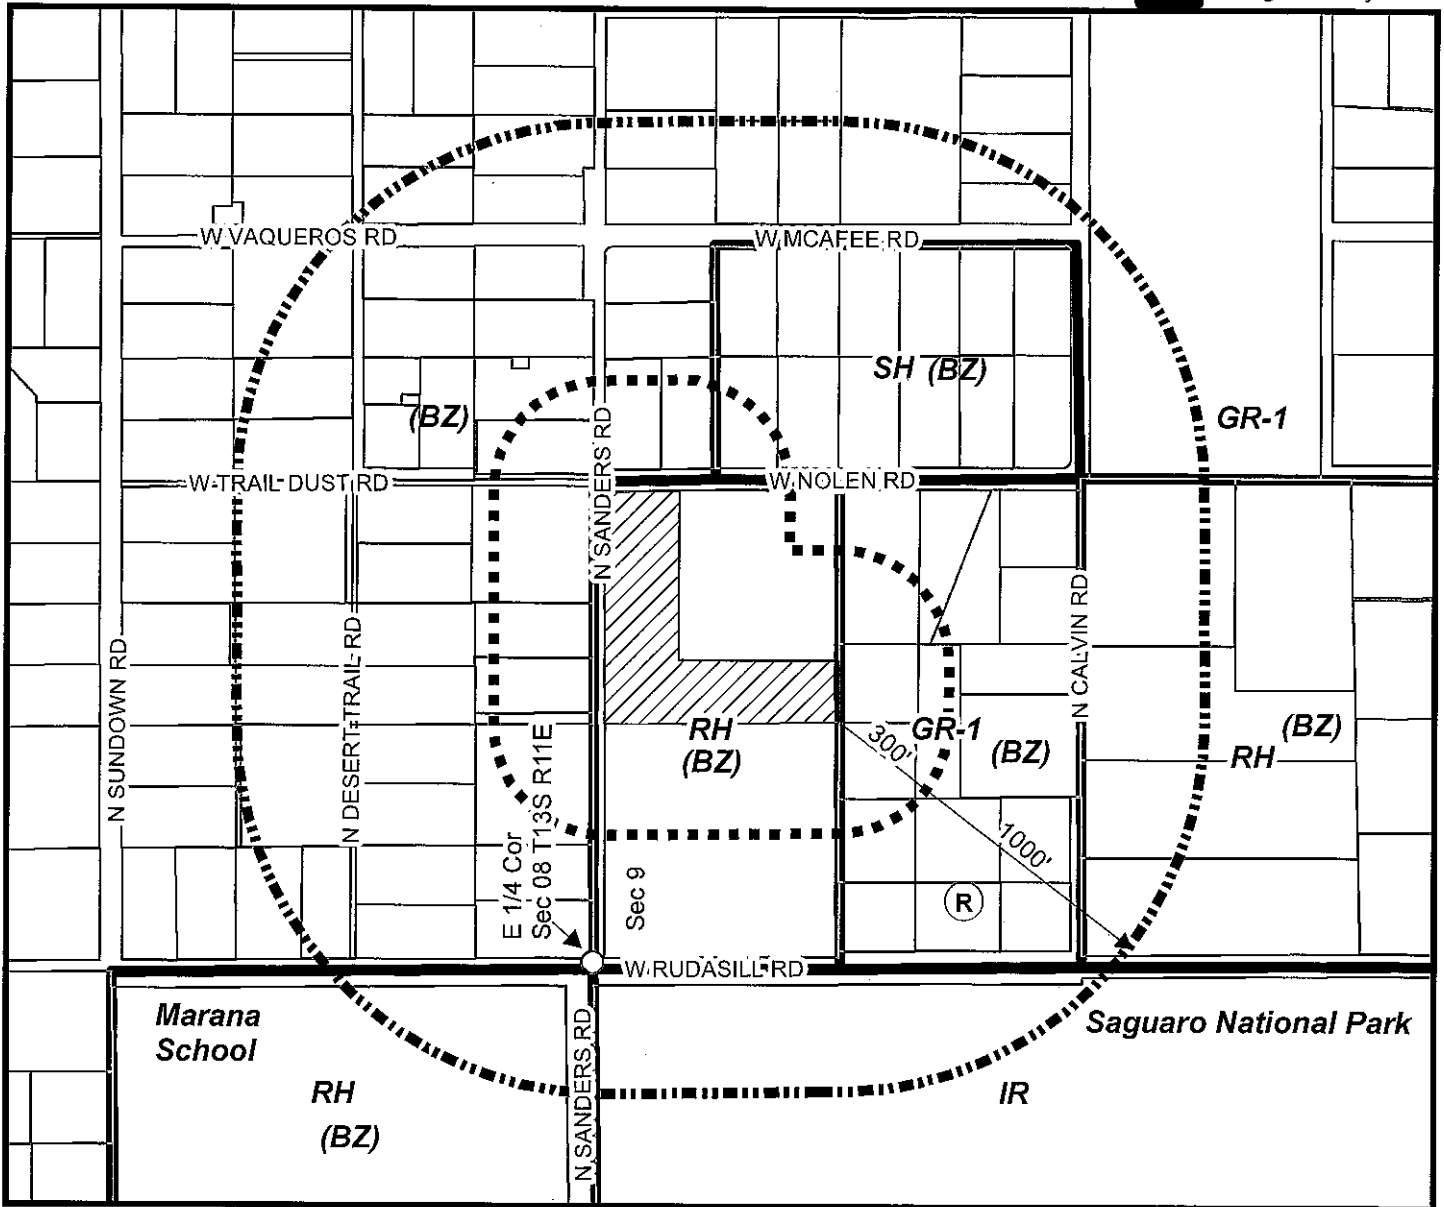 W VAQUEROS RD
W MCAFEE RD
SH (BZ)
(BZ)
GR-1
N SANDERS RD
W TRAIL DUST RD
W NOLEN RD
N SUNDOWN RD
N DESERT TRAIL RD
N CALVIN RD
RH
(BZ)
GR-1
(BZ)
(BZ)
RH
300'
1000'
E 1/4 Cor
Sec 08 T13S R11E
Sec 9
R
W RUDASILL RD
Marana
School
Saguaro National Park
RH
(BZ)
N SANDERS RD
IR